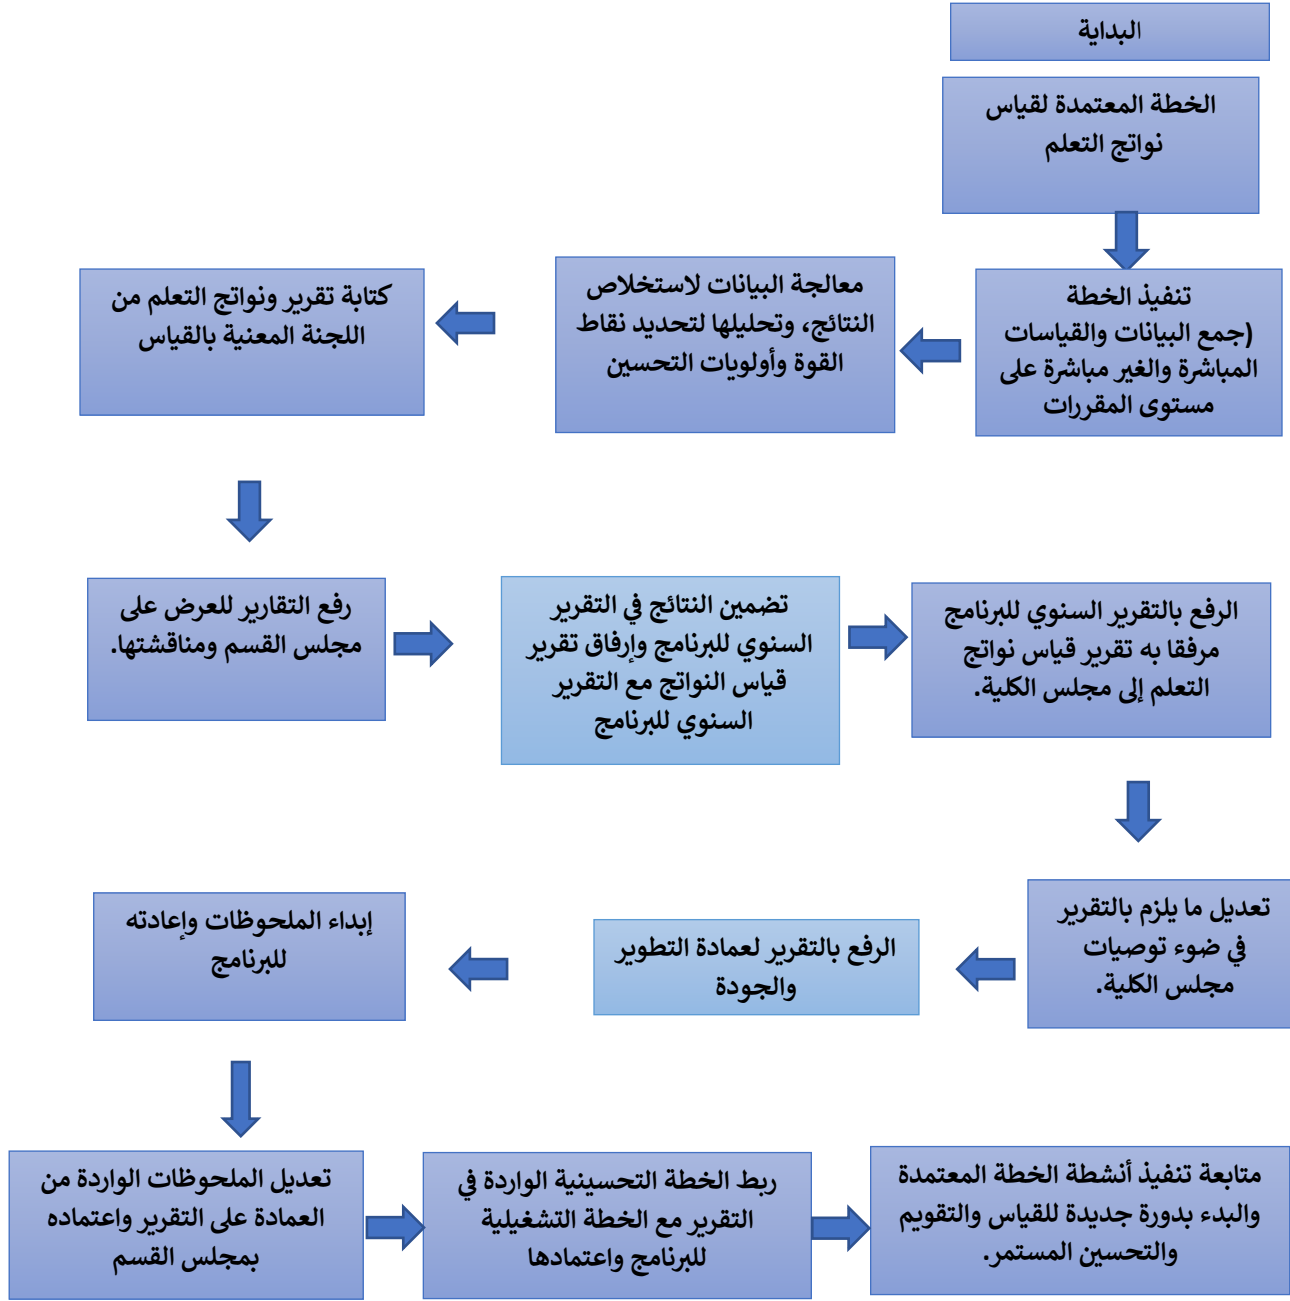 البداية
الخطة المعتمدة لقياس
نواتج التعلم
تنفيذ الخطة
(جمع البيانات والقياسات
المباشرة والغير مباشرة على
مستوى المقررات
معالجة البيانات لاستخلاص
النتائج، وتحليلها لتحديد نقاط
القوة وأولويات التحسين
كتابة تقرير ونواتج التعلم من
اللجنة المعنية بالقياس
رفع التقارير للعرض على
مجلس القسم ومناقشتها.
تضمين النتائج في التقرير
السنوي للبرنامج وإرفاق تقرير
قياس النواتج مع التقرير
السنوي للبرنامج
الرفع بالتقرير السنوي للبرنامج
مرفقا به تقرير قياس نواتج
التعلم إلى مجلس الكلية.
تعديل ما يلزم بالتقرير
في ضوء توصيات
مجلس الكلية.
الرفع بالتقرير لعمادة التطوير
والجودة
إبداء الملحوظات وإعادته
للبرنامج
تعديل الملحوظات الواردة من
العمادة على التقرير واعتماده
بمجلس القسم
ربط الخطة التحسينية الواردة في
التقرير مع الخطة التشغيلية
للبرنامج واعتمادها
متابعة تنفيذ أنشطة الخطة المعتمدة
والبدء بدورة جديدة للقياس والتقويم
والتحسين المستمر.